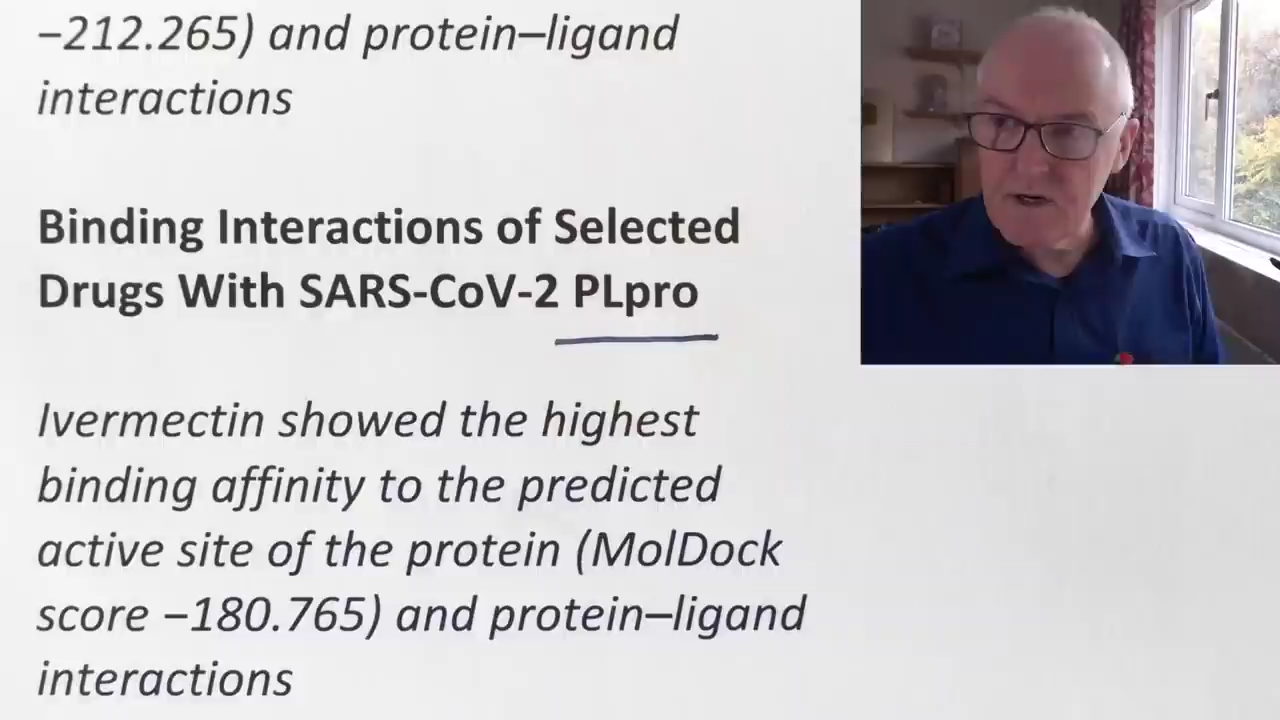 −212.265) and protein–ligand
interactions
Binding Interactions of Selected
Drugs With SARS-CoV-2 PLpro
Ivermectin showed the highest
binding affinity to the predicted
active site of the protein (MolDock
score −180.765) and protein–ligand
interactions